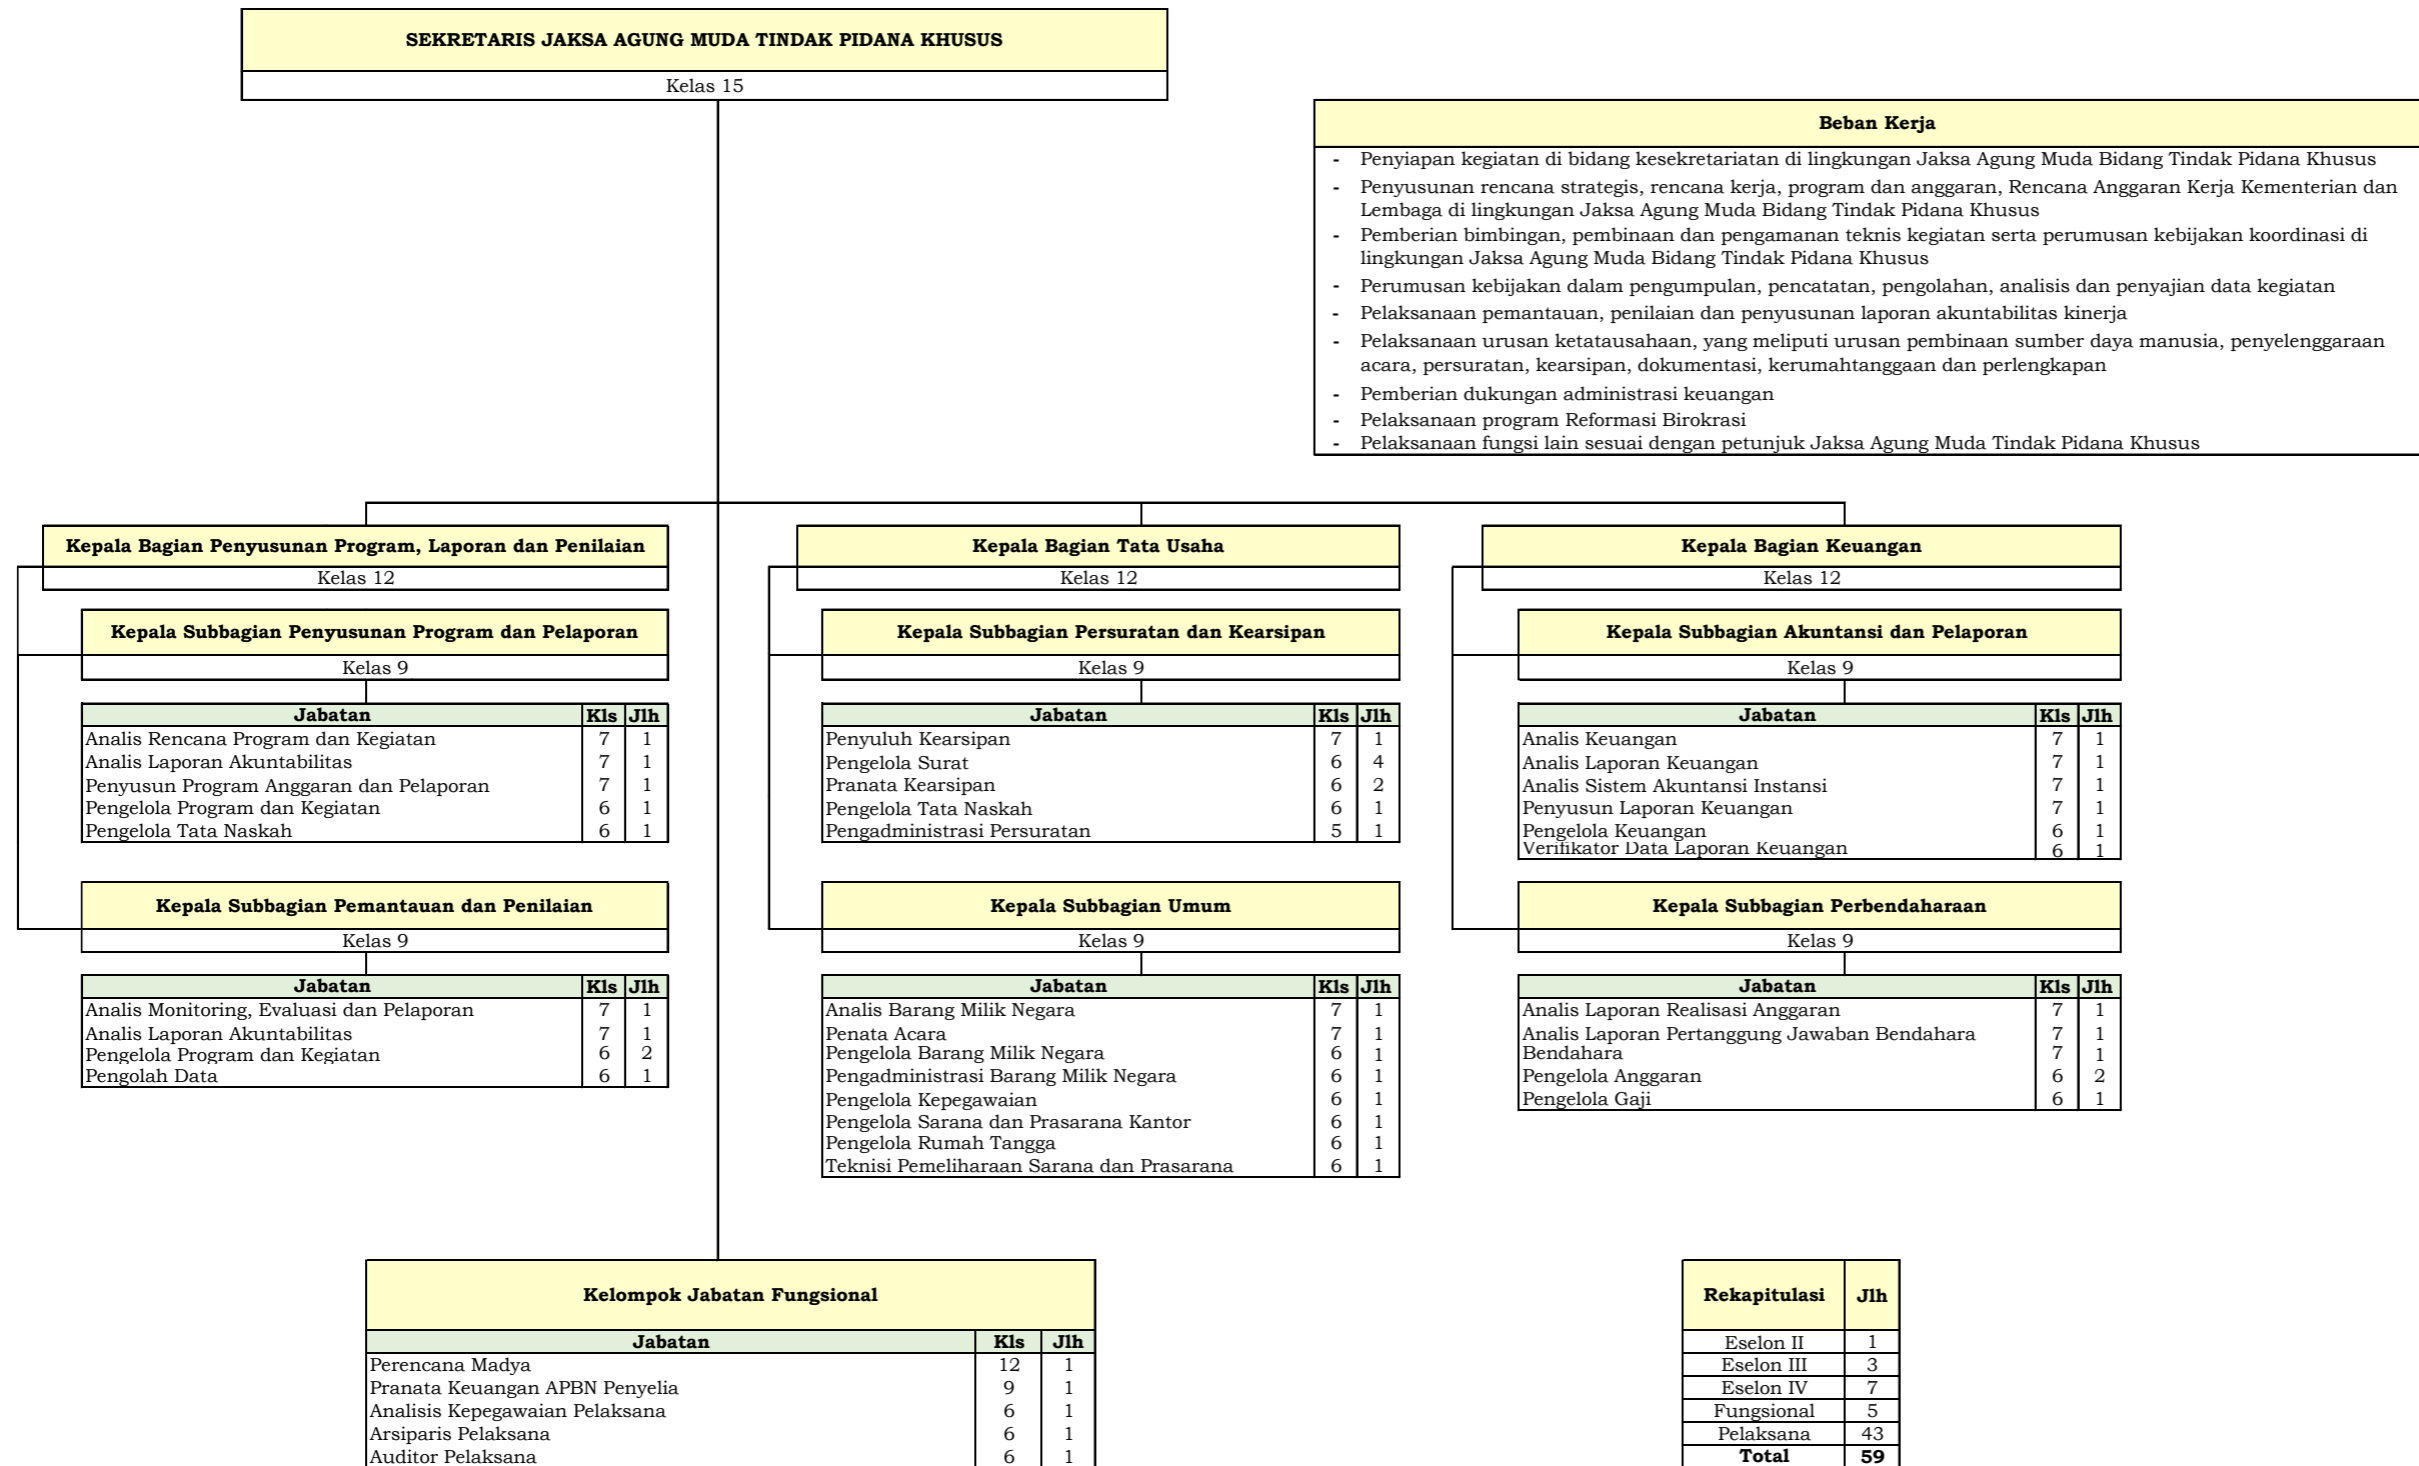 SEKRETARIS JAKSA AGUNG MUDA TINDAK PIDANA KHUSUS
Kelas 15
Beban Kerja
- Penyiapan kegiatan di bidang kesekretariatan di lingkungan Jaksa Agung Muda Bidang Tindak Pidana Khusus
- Penyusunan rencana strategis, rencana kerja, program dan anggaran, Rencana Anggaran Kerja Kementerian dan
Lembaga di lingkungan Jaksa Agung Muda Bidang Tindak Pidana Khusus
- Pemberian bimbingan, pembinaan dan pengamanan teknis kegiatan serta perumusan kebijakan koordinasi di
lingkungan Jaksa Agung Muda Bidang Tindak Pidana Khusus
- Perumusan kebijakan dalam pengumpulan, pencatatan, pengolahan, analisis dan penyajian data kegiatan
- Pelaksanaan pemantauan, penilaian dan penyusunan laporan akuntabilitas kinerja
- Pelaksanaan urusan ketatausahaan, yang meliputi urusan pembinaan sumber daya manusia, penyelenggaraan
acara, persuratan, kearsipan, dokumentasi, kerumahtanggaan dan perlengkapan
- Pemberian dukungan administrasi keuangan
- Pelaksanaan program Reformasi Birokrasi
- Pelaksanaan fungsi lain sesuai dengan petunjuk Jaksa Agung Muda Tindak Pidana Khusus
Kepala Bagian Penyusunan Program, Laporan dan Penilaian
Kelas 12
Kepala Subbagian Penyusunan Program dan Pelaporan
Kelas 9
Jabatan Kls Jlh
Analis Rencana Program dan Kegiatan 7 1
Analis Laporan Akuntabilitas 7 1
Penyusun Program Anggaran dan Pelaporan 7 1
Pengelola Program dan Kegiatan 6 1
Pengelola Tata Naskah 6 1
Kepala Subbagian Pemantauan dan Penilaian
Kelas 9
Jabatan Kls Jlh
Analis Monitoring, Evaluasi dan Pelaporan 7 1
Analis Laporan Akuntabilitas 7 1
Pengelola Program dan Kegiatan 6 2
Pengolah Data 6 1
Kepala Bagian Tata Usaha
Kelas 12
Kepala Subbagian Persuratan dan Kearsipan
Kelas 9
Jabatan Kls Jlh
Penyuluh Kearsipan 7 1
Pengelola Surat 6 4
Pranata Kearsipan 6 2
Pengelola Tata Naskah 6 1
Pengadministrasi Persuratan 5 1
Kepala Subbagian Umum
Kelas 9
Jabatan Kls Jlh
Analis Barang Milik Negara 7 1
Penata Acara 7 1
Pengelola Barang Milik Negara 6 1
Pengadministrasi Barang Milik Negara 6 1
Pengelola Kepegawaian 6 1
Pengelola Sarana dan Prasarana Kantor 6 1
Pengelola Rumah Tangga 6 1
Teknisi Pemeliharaan Sarana dan Prasarana 6 1
Kepala Bagian Keuangan
Kelas 12
Kepala Subbagian Akuntansi dan Pelaporan
Kelas 9
Jabatan Kls Jlh
Analis Keuangan 7 1
Analis Laporan Keuangan 7 1
Analis Sistem Akuntansi Instansi 7 1
Penyusun Laporan Keuangan 7 1
Pengelola Keuangan 6 1
Verifikator Data Laporan Keuangan 6 1
Kepala Subbagian Perbendaharaan
Kelas 9
Jabatan Kls Jlh
Analis Laporan Realisasi Anggaran 7 1
Analis Laporan Pertanggung Jawaban Bendahara 7 1
Bendahara 7 1
Pengelola Anggaran 6 2
Pengelola Gaji 6 1
Kelompok Jabatan Fungsional
Jabatan Kls Jlh
Perencana Madya 12 1
Pranata Keuangan APBN Penyelia 9 1
Analisis Kepegawaian Pelaksana 6 1
Arsiparis Pelaksana 6 1
Auditor Pelaksana 6 1
Rekapitulasi Jlh
Eselon II 1
Eselon III 3
Eselon IV 7
Fungsional 5
Pelaksana 43
Total 59